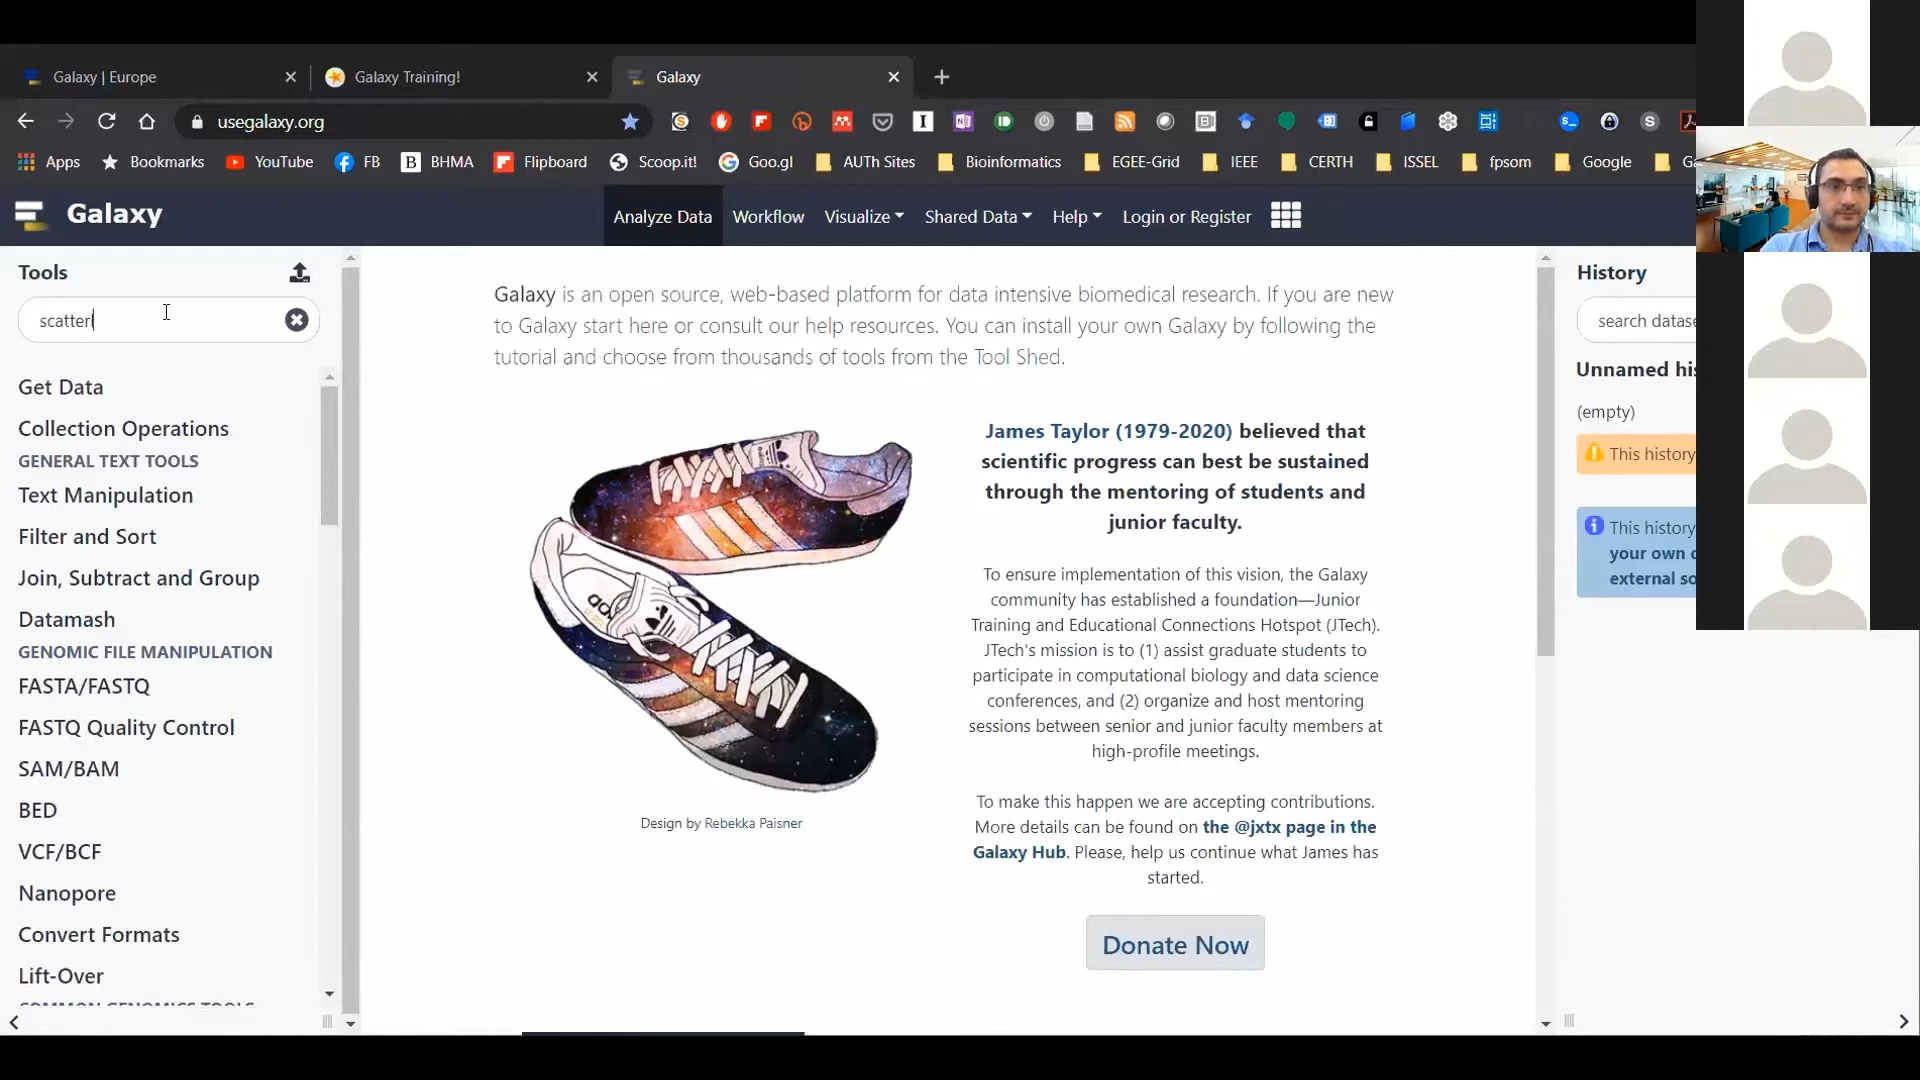 Galaxy | Europe
Galaxy Training!
Galaxy
usegalaxy.org
Apps
Bookmarks
YouTube
FB
BHMA
Flipboard
Scoop.it!
Goo.gl
AUTh Sites
Bioinformatics
EGEE-Grid
IEEE
CERTH
ISSEL
fpsom
Google
Galaxy
Analyze Data
Workflow
Visualize
Shared Data
Help
Login or Register
Tools
scatterl
Get Data
Collection Operations
GENERAL TEXT TOOLS
Text Manipulation
Filter and Sort
Join, Subtract and Group
Datamash
GENOMIC FILE MANIPULATION
FASTA/FASTQ
FASTQ Quality Control
SAM/BAM
BED
VCF/BCF
Nanopore
Convert Formats
Lift-Over
COMMON GENOMICS TOOLS
Galaxy is an open source, web-based platform for data intensive biomedical research. If you are new
to Galaxy start here or consult our help resources. You can install your own Galaxy by following the
tutorial and choose from thousands of tools from the Tool Shed.
Design by Rebekka Paisner
James Taylor (1979-2020) believed that
scientific progress can best be sustained
through the mentoring of students and
junior faculty.
To ensure implementation of this vision, the Galaxy
community has established a foundation—Junior
Training and Educational Connections Hotspot (JTech).
JTech's mission is to (1) assist graduate students to
participate in computational biology and data science
conferences, and (2) organize and host mentoring
sessions between senior and junior faculty members at
high-profile meetings.
To make this happen we are accepting contributions.
More details can be found on the @jxtx page in the
Galaxy Hub. Please, help us continue what James has
started.
Donate Now
History
search datase
Unnamed his
(empty)
This history
This history
your own
external so